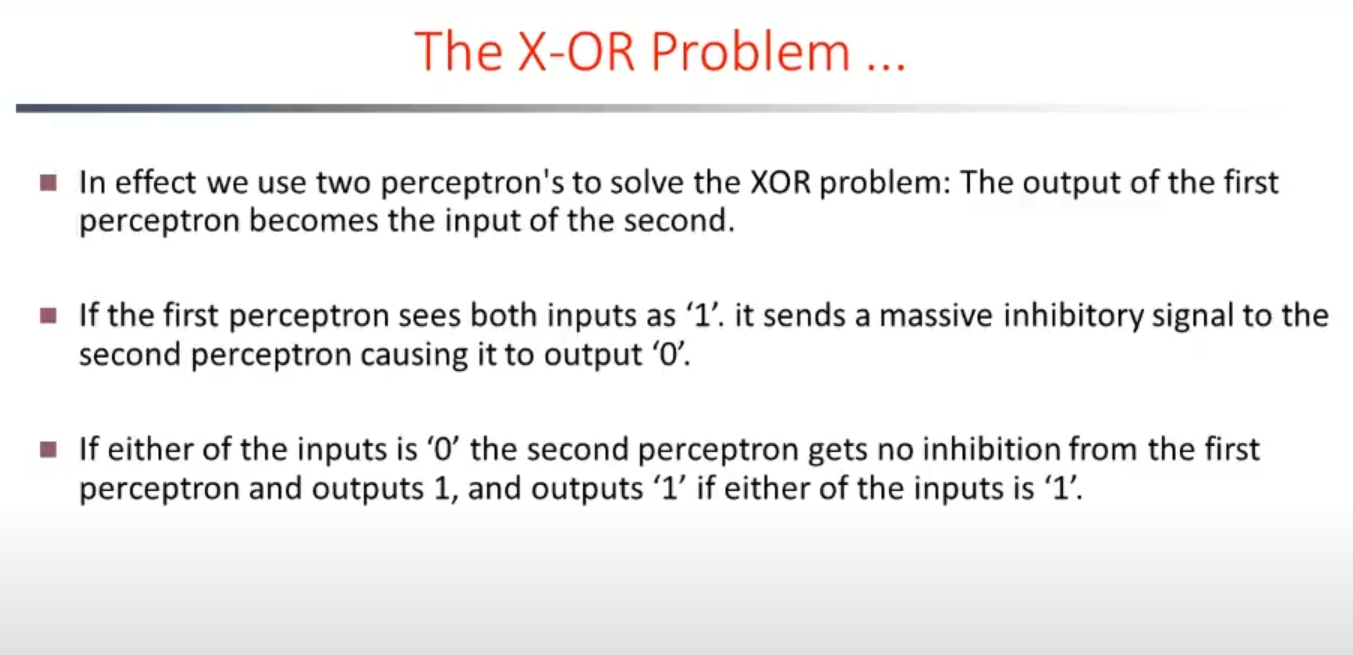 The X-OR Problem ...
In effect we use two perceptron's to solve the XOR problem: The output of the first
perceptron becomes the input of the second.
If the first perceptron sees both inputs as ‘1’. it sends a massive inhibitory signal to the
second perceptron causing it to output ‘0’.
If either of the inputs is ‘0’ the second perceptron gets no inhibition from the first
perceptron and outputs 1, and outputs ‘1’ if either of the inputs is ‘1’.